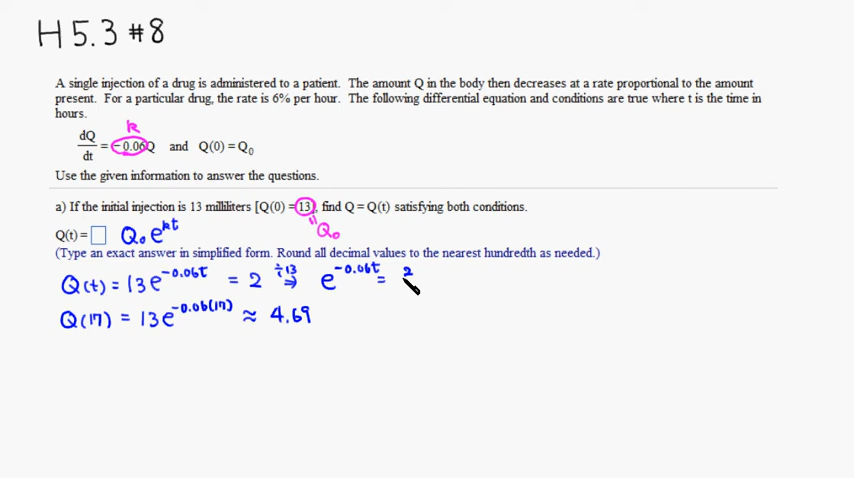 H 5.3 #8
A single injection of a drug is administered to a patient. The amount Q in the body then decreases at a rate proportional to the amount
present. For a particular drug, the rate is 6% per hour. The following differential equation and conditions are true where t is the time in
hours.
k
dQ/dt = -0.06Q and Q(0) = Q₀
Use the given information to answer the questions.
a) If the initial injection is 13 milliliters [Q(0) = 13], find Q = Q(t) satisfying both conditions.
Q(t) = Q₀ e^kt = Q₀
(Type an exact answer in simplified form. Round all decimal values to the nearest hundredth as needed.)
Q(t) = 13e^-0.06t = 2 ÷13 ⇒ e^-0.06t = 2
Q(17) = 13e^-0.06(17) ≈ 4.69